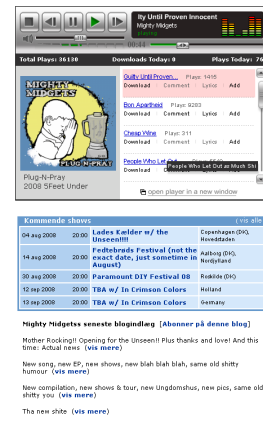 lty Until Proven Innocent
Mighty Midgets
playing
00:44
Total Plays: 36130 Downloads Today: 0 Plays Today: 76
MIGHTY MIDGETS
PLUG-N-PRAY
Plug-N-Pray
2008 5Feet Under
Guilty Until Proven... Plays: 1416
Download | Comment | Lyrics | Add
Bon Apartheid Plays: 9283
Download | Comment | Lyrics | Add
Cheap Wine Plays: 311
Download | Comment | Lyrics | Add
People Who Let
People Who Let Out as Much Shi
Download
open player in a new window
Kommende shows (vis alle
04 aug 2008 20:00 Lades Kælder w/ the Unseen!!!! Copenhagen (DK), Hovedstaden
14 aug 2008 20:00 Fedtebrøds Festival (not the exact date, just sometime in August) Aalborg (DK), Nordjylland
30 aug 2008 20:00 Paramount DIY Festival 08 Roskilde (DK)
12 sep 2008 20:00 TBA w/ In Crimson Colors Holland
13 sep 2008 20:00 TBA w/ In Crimson Colors Germany
Mighty Midgetss seneste blogindlæg [Abonner på denne blog]
Mother Rocking!! Opening for the Unseen!! Plus thanks and love! And this
time: Actual news (vis mere)
New song, new EP, new shows, new blah blah blah, same old shitty
humour (vis mere)
New compilation, new shows & tour, new Ungdomshus, new pics, same old
shitty you (vis mere)
Tha new shite (vis mere)